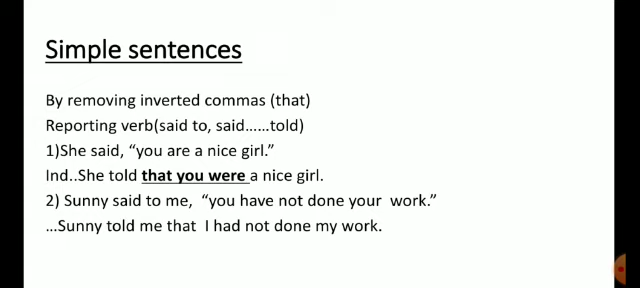 Simple sentences
By removing inverted commas (that)
Reporting verb(said to, said……told)
1)She said, “you are a nice girl.”
Ind..She told that you were a nice girl.
2) Sunny said to me, “you have not done your  work.”
…Sunny told me that  I had not done my work.